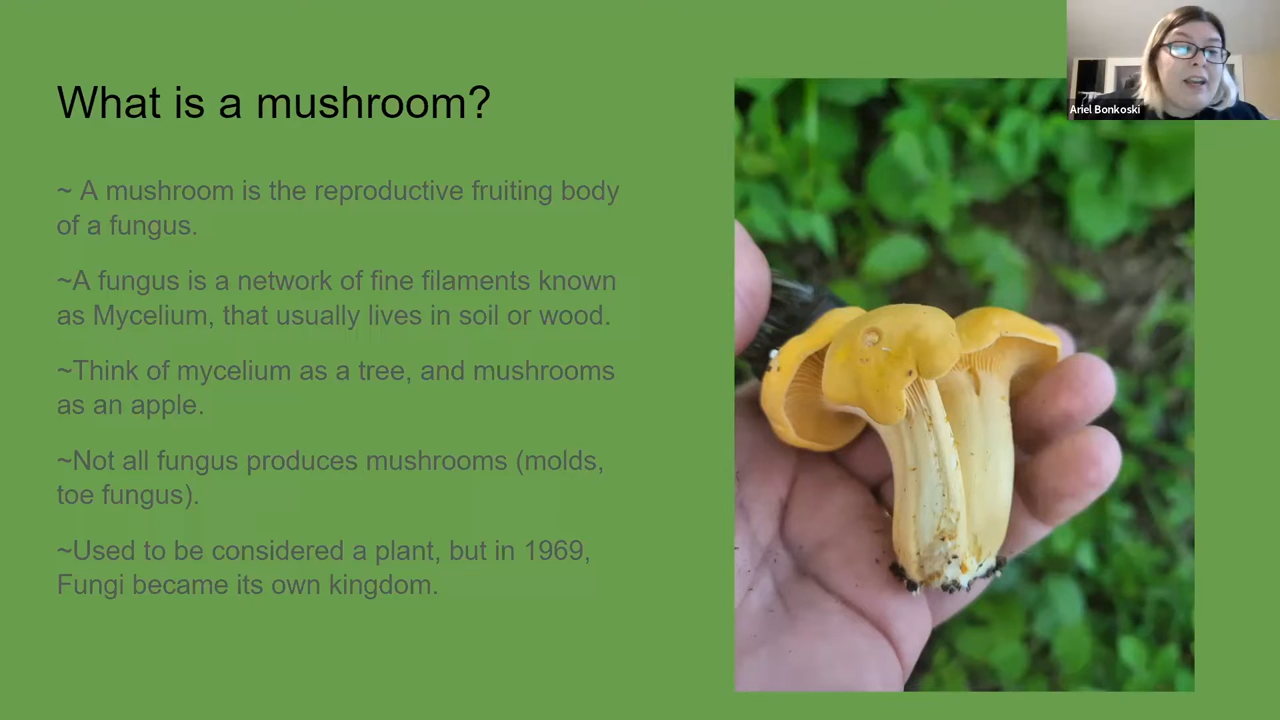 What is a mushroom?
~ A mushroom is the reproductive fruiting body
of a fungus.
~A fungus is a network of fine filaments known
as Mycelium, that usually lives in soil or wood.
~Think of mycelium as a tree, and mushrooms
as an apple.
~Not all fungus produces mushrooms (molds,
toe fungus).
~Used to be considered a plant, but in 1969,
Fungi became its own kingdom.
Ariel Bonkoski